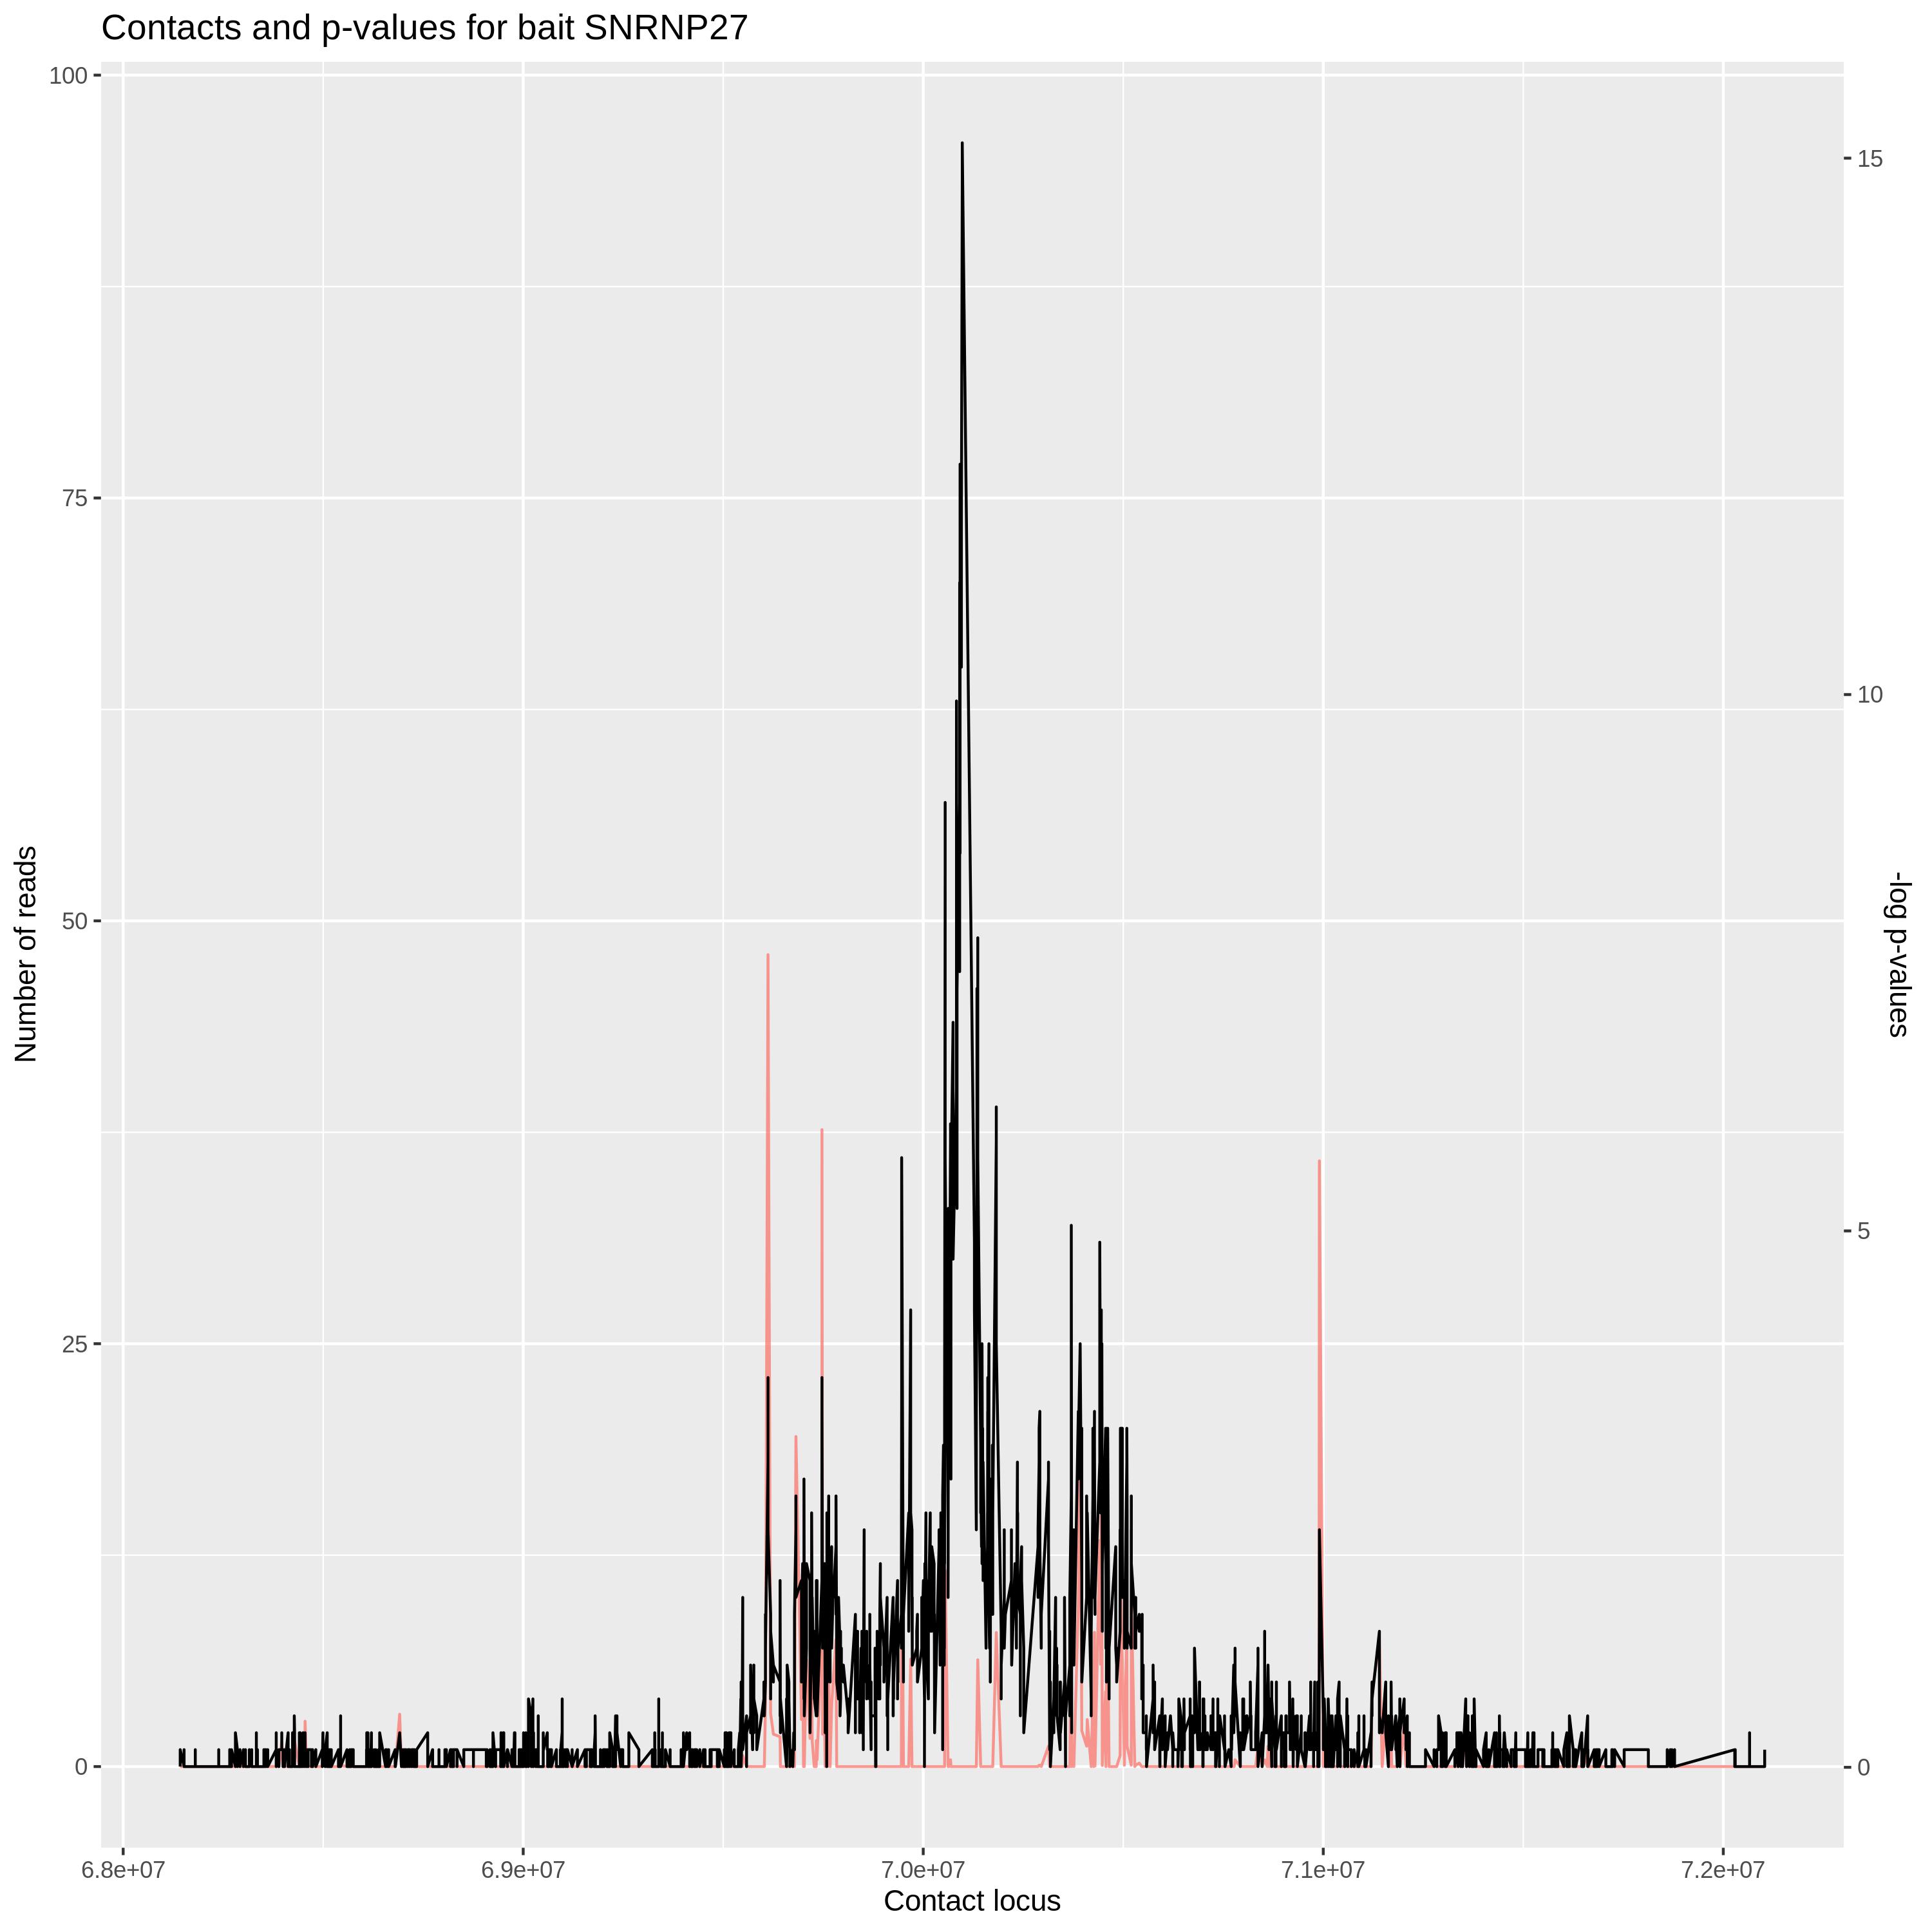 Contacts and p-values for bait SNRNP27
100
75
50
25
0
Number of reads
15
10
5
0
-log p-values
6.8e+07 6.9e+07 7.0e+07 7.1e+07 7.2e+07
Contact locus